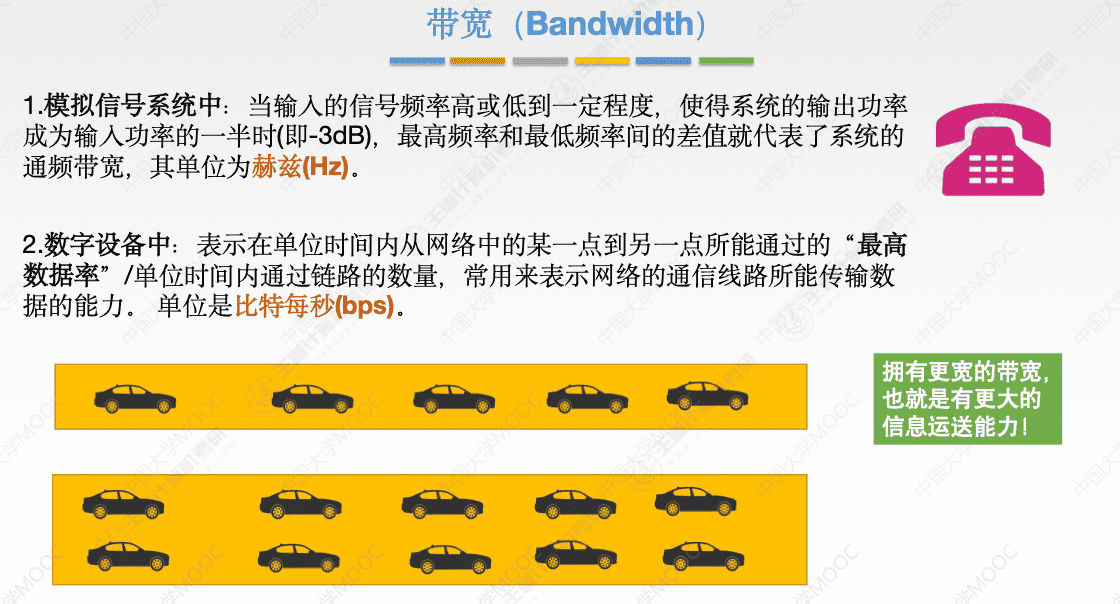 带宽（Bandwidth）
1.模拟信号系统中：当输入的信号频率高或低到一定程度，使得系统的输出功率
成为输入功率的一半时(即-3dB)，最高频率和最低频率间的差值就代表了系统的
通频带宽，其单位为赫兹(Hz)。
2.数字设备中：表示在单位时间内从网络中的某一点到另一点所能通过的“最高
数据率”/单位时间内通过链路的数量，常用来表示网络的通信线路所能传输数
据的能力。 单位是比特每秒(bps)。
拥有更宽的带宽，
也就是有更大的
信息运送能力！
中国大学MOOC
王道计算机考研